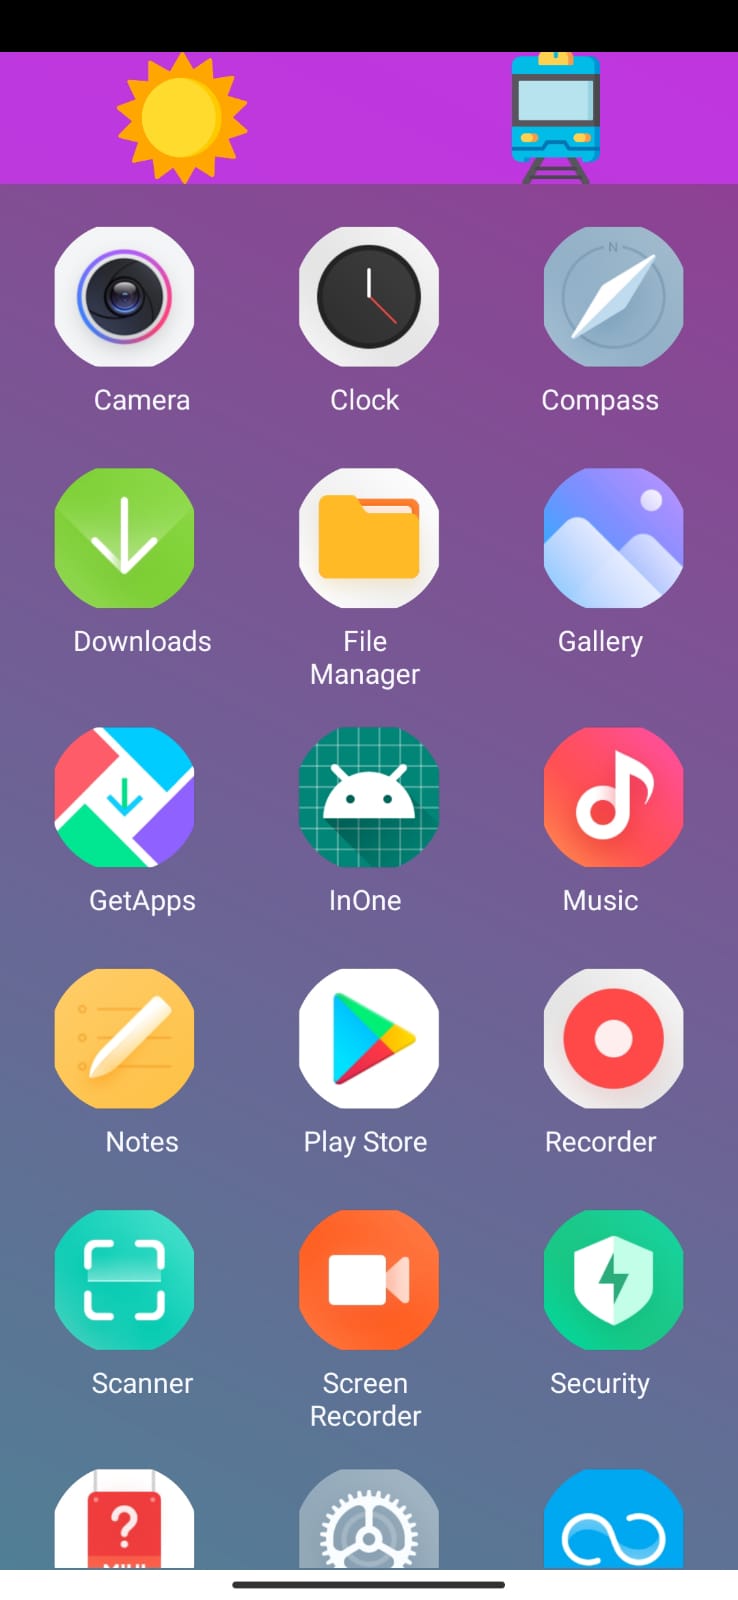 N
Camera
Clock
Compass
Downloads
File
Manager
Gallery
GetApps
InOne
Music
Notes
Play Store
Recorder
Scanner
Screen
Recorder
Security
?